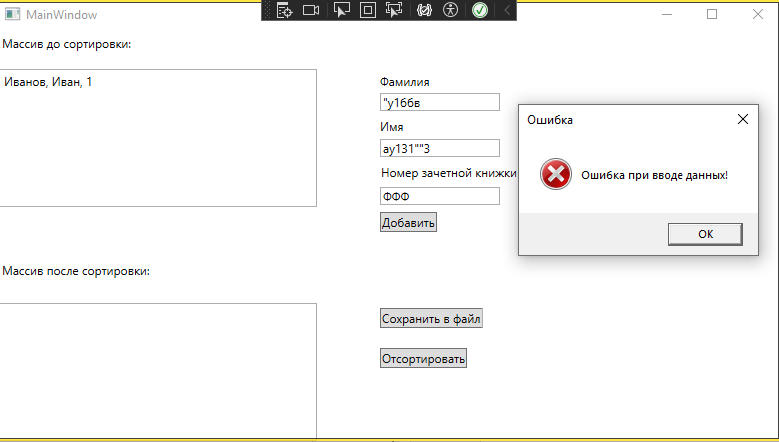 MainWindow
Массив до сортировки:
Иванов, Иван, 1
Фамилия
"у1ббв
Имя
ау131""3
Номер зачетной книжки
ФФФ
Добавить
Ошибка
Ошибка при вводе данных!
OK
Массив после сортировки:
Сохранить в файл
Отсортировать